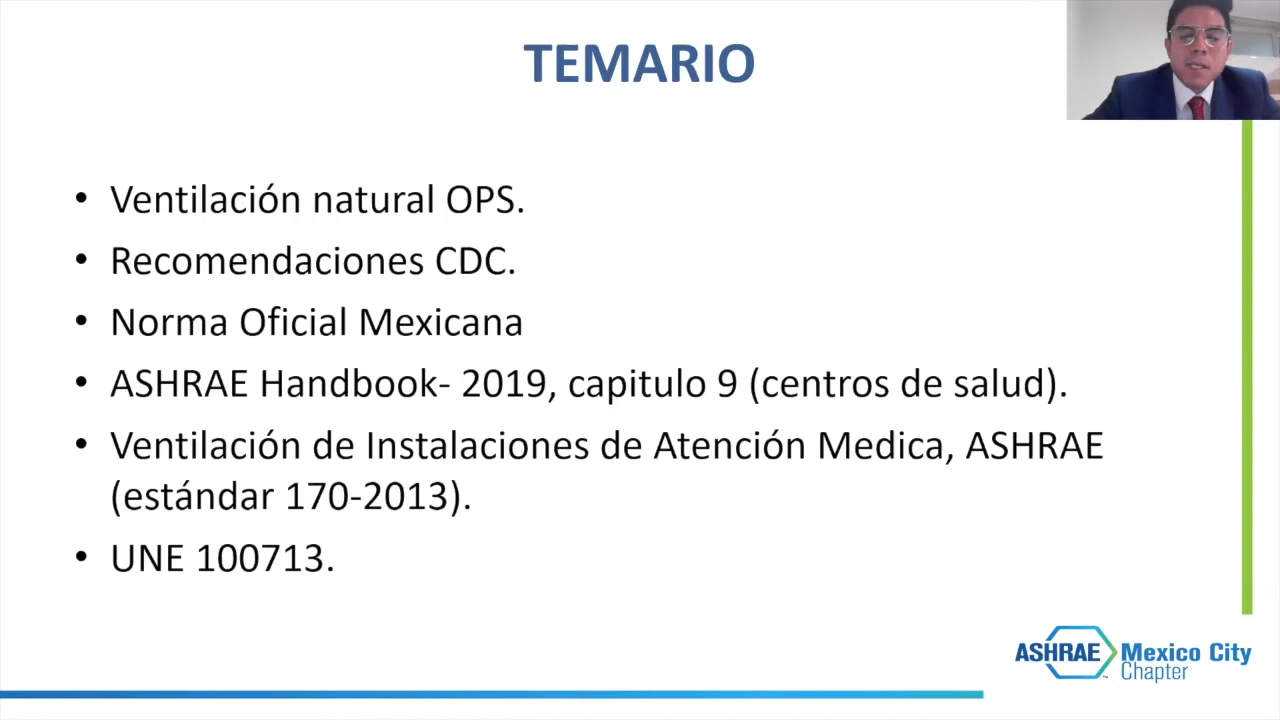 TEMARIO
• Ventilación natural OPS.
• Recomendaciones CDC.
• Norma Oficial Mexicana
• ASHRAE Handbook- 2019, capitulo 9 (centros de salud).
• Ventilación de Instalaciones de Atención Medica, ASHRAE
(estándar 170-2013).
• UNE 100713.
ASHRAE Mexico City
Chapter